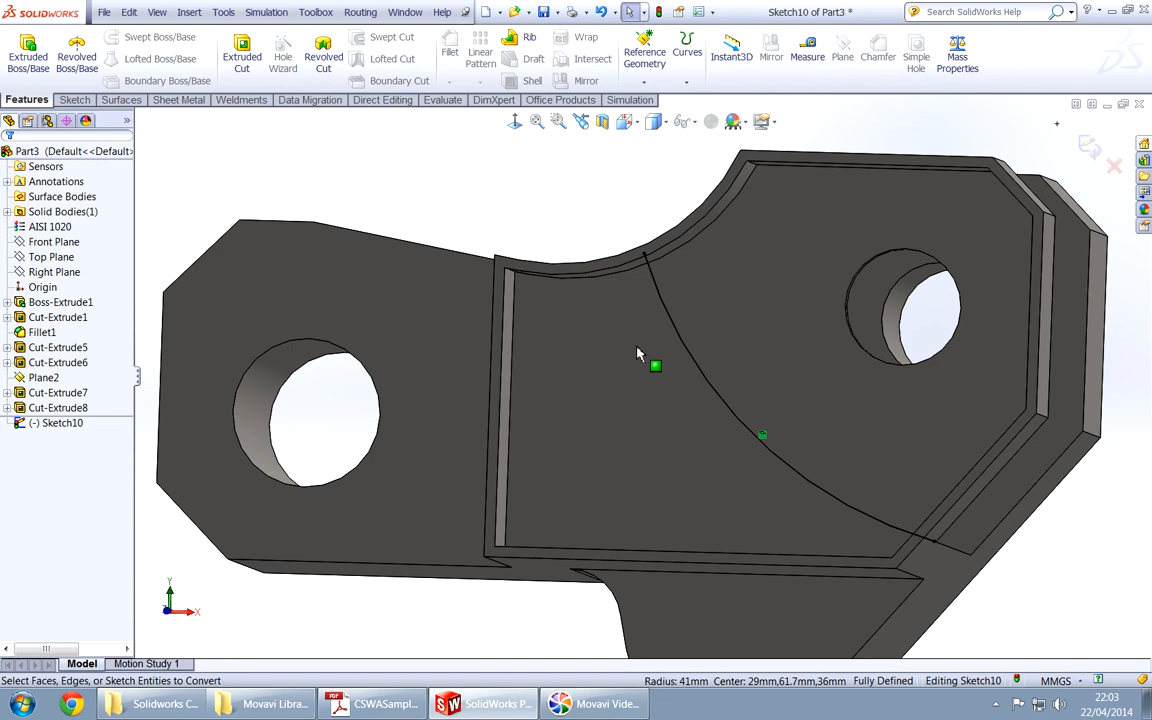 SOLIDWORKS File Edit View Insert Tools Simulation Toolbox Routing Window Help Sketch10 of Part3 * Search SolidWorks Help
Extruded Boss/Base
Revolved Boss/Base
Swept Boss/Base
Lofted Boss/Base
Boundary Boss/Base
Extruded Cut
Hole Wizard
Revolved Cut
Swept Cut
Lofted Cut
Boundary Cut
Fillet
Linear Pattern
Rib
Draft
Shell
Wrap
Intersect
Mirror
Reference Geometry
Curves
Instant3D
Mirror
Measure
Plane
Chamfer
Simple Hole
Mass Properties
Features Sketch Surfaces Sheet Metal Weldments Data Migration Direct Editing Evaluate DimXpert Office Products Simulation
Part3 (Default<<Default>
Sensors
Annotations
Surface Bodies
Solid Bodies(1)
AISI 1020
Front Plane
Top Plane
Right Plane
Origin
Boss-Extrude1
Cut-Extrude1
Fillet1
Cut-Extrude5
Cut-Extrude6
Plane2
Cut-Extrude7
Cut-Extrude8
(-) Sketch10
Y
X
Z
Model Motion Study 1
Select Faces, Edges, or Sketch Entities to Convert Radius: 41mm Center: 29mm,61.7mm,36mm Fully Defined Editing Sketch10 MMGS
Solidworks C... Movavi Libra... CSWASampl... SolidWorks P... Movavi Vide...
22:03
22/04/2014